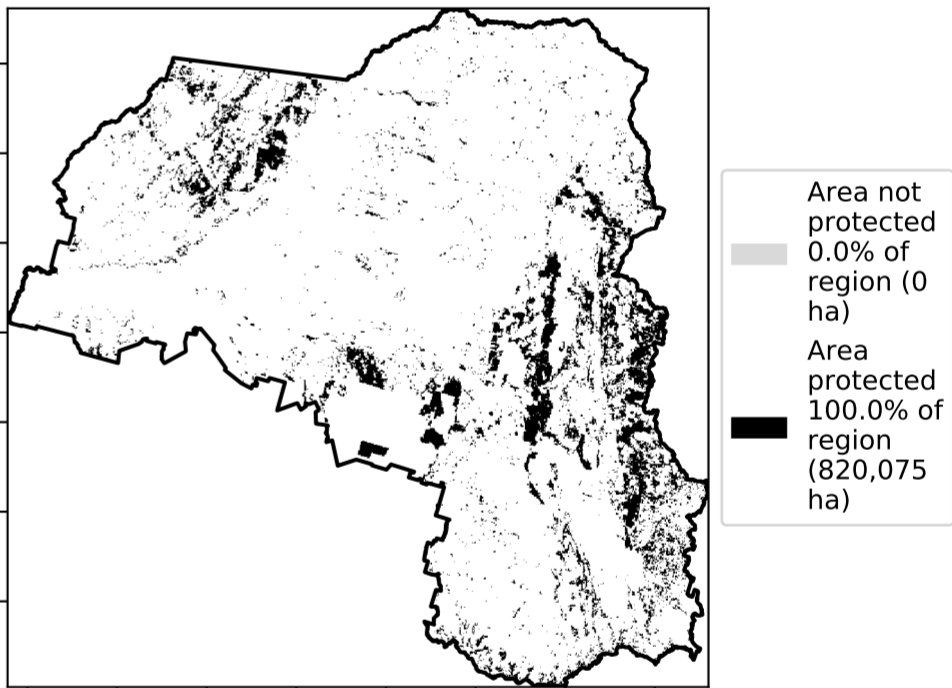 Area not
protected
0.0% of
region (0
ha)
Area
protected
100.0% of
region
(820,075
ha)